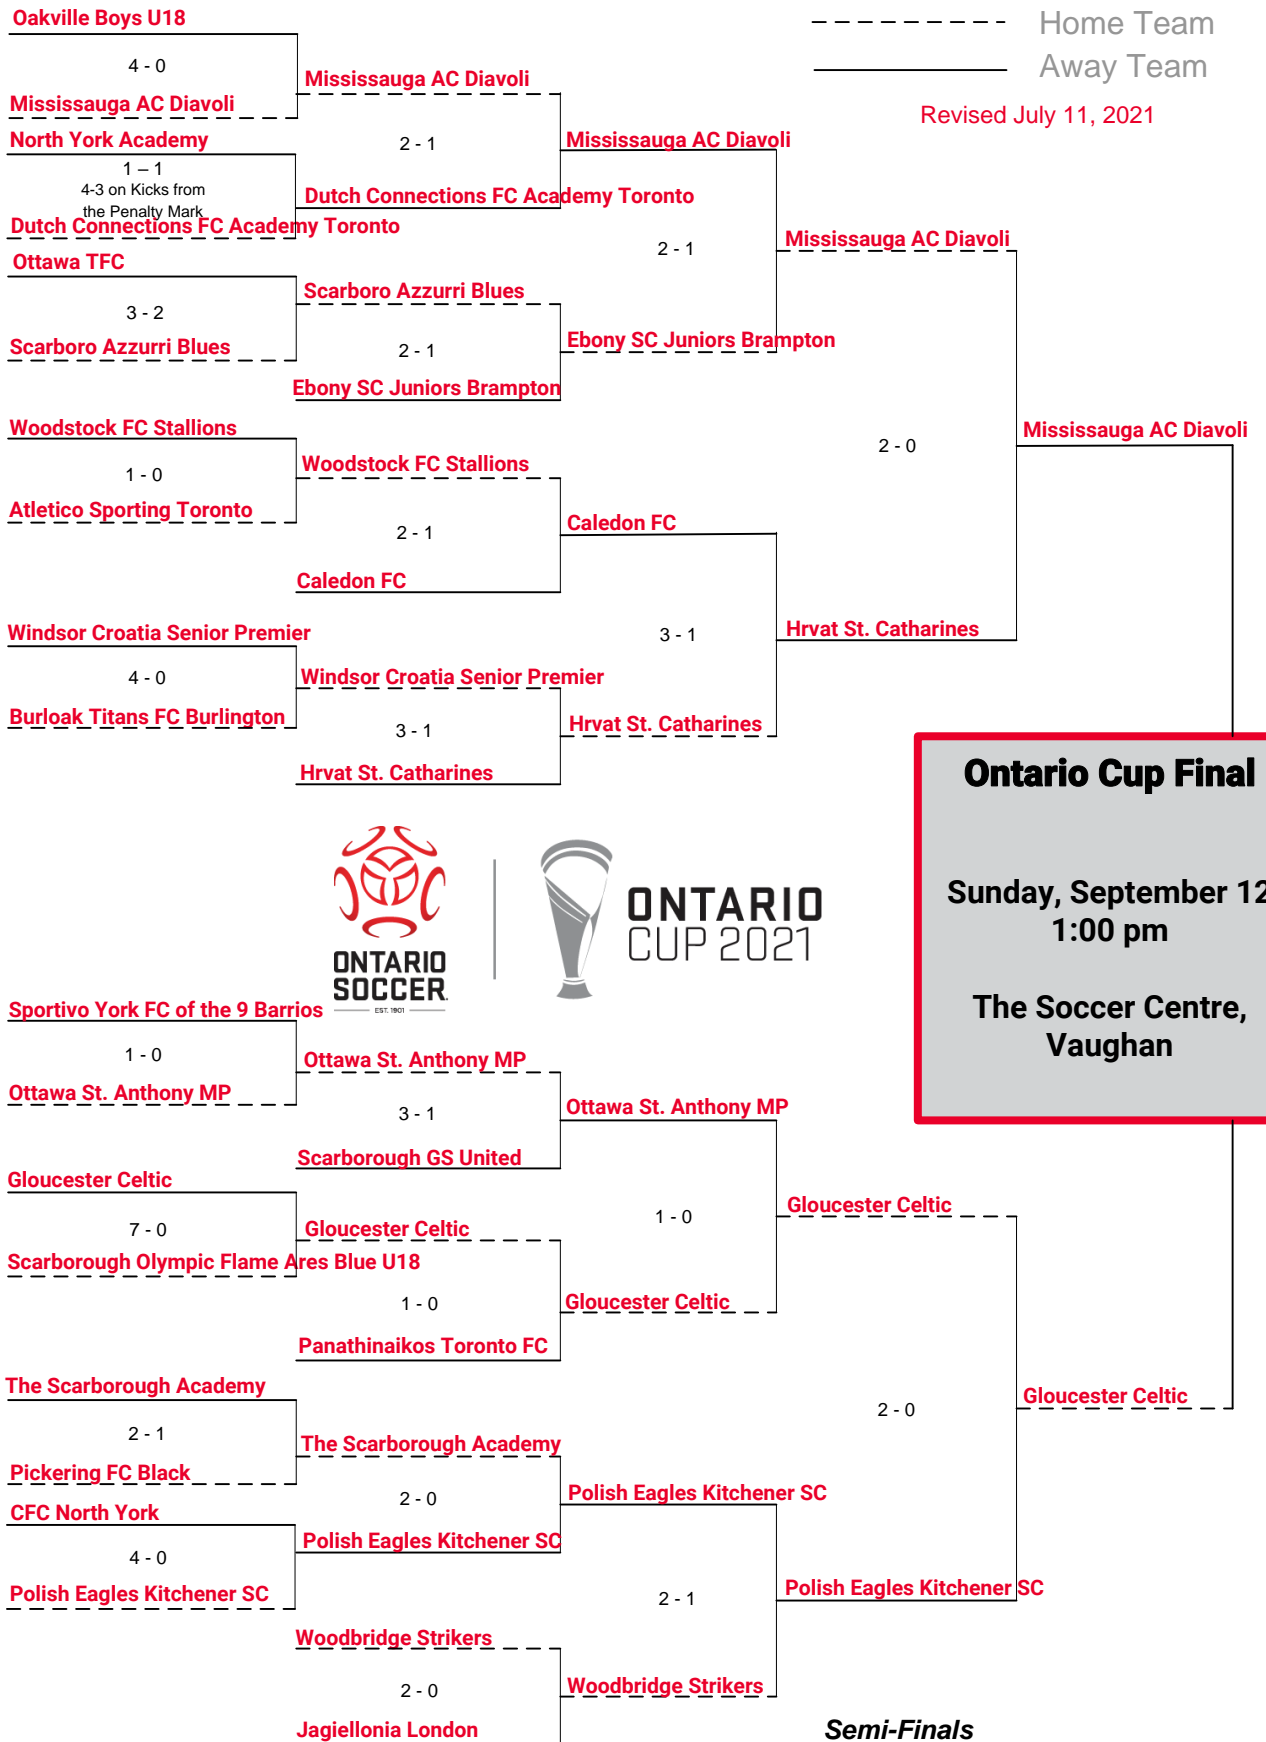 Oakville Boys U18
4 - 0
Mississauga AC Diavoli
North York Academy
1 – 1
4-3 on Kicks from
the Penalty Mark
Dutch Connections FC Academy Toronto
Ottawa TFC
3 - 2
Scarboro Azzurri Blues
Woodstock FC Stallions
1 - 0
Atletico Sporting Toronto
Windsor Croatia Senior Premier
4 - 0
Burloak Titans FC Burlington
Mississauga AC Diavoli
2 - 1
Dutch Connections FC Academy Toronto
Scarboro Azzurri Blues
2 - 1
Ebony SC Juniors Brampton
Woodstock FC Stallions
2 - 1
Caledon FC
Windsor Croatia Senior Premier
3 - 1
Hrvat St. Catharines
Mississauga AC Diavoli
2 - 1
Ebony SC Juniors Brampton
Caledon FC
3 - 1
Hrvat St. Catharines
Home Team
Away Team
Revised July 11, 2021
Mississauga AC Diavoli
2 - 0
Hrvat St. Catharines
Mississauga AC Diavoli
Ontario Cup Final
Sunday, September 12
1:00 pm
The Soccer Centre,
Vaughan
ONTARIO
SOCCER
EST. 1901
ONTARIO
CUP 2021
Sportivo York FC of the 9 Barrios
1 - 0
Ottawa St. Anthony MP
Gloucester Celtic
7 - 0
Scarborough Olympic Flame Ares Blue U18
The Scarborough Academy
2 - 1
Pickering FC Black
CFC North York
4 - 0
Polish Eagles Kitchener SC
Ottawa St. Anthony MP
3 - 1
Scarborough GS United
Gloucester Celtic
1 - 0
Panathinaikos Toronto FC
The Scarborough Academy
2 - 0
Polish Eagles Kitchener SC
Woodbridge Strikers
2 - 0
Jagiellonia London
Ottawa St. Anthony MP
1 - 0
Gloucester Celtic
Polish Eagles Kitchener SC
2 - 1
Woodbridge Strikers
Gloucester Celtic
2 - 0
Polish Eagles Kitchener SC
Gloucester Celtic
Semi-Finals